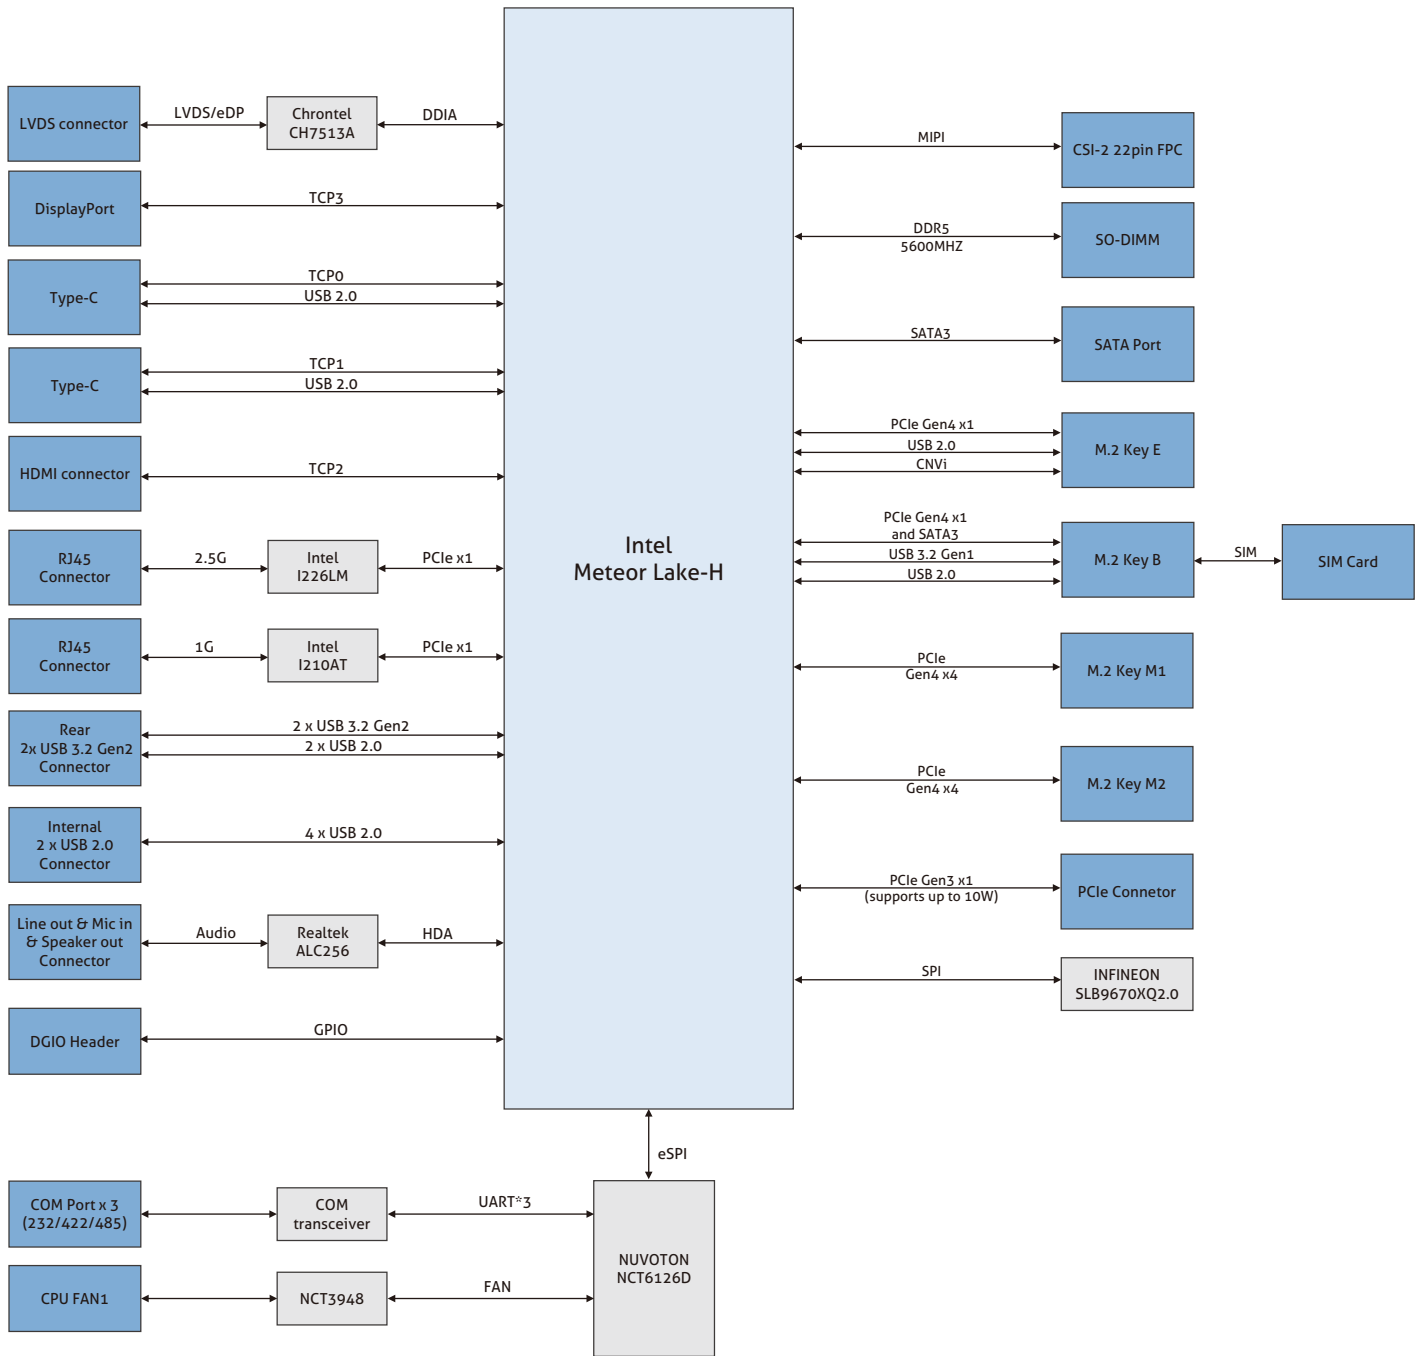 LVDS connector
LVDS/eDP
Chrontel
CH7513A
DDIA
DisplayPort
TCP3
Type-C
TCP0
USB 2.0
Type-C
TCP1
USB 2.0
HDMI connector
TCP2
RJ45
Connector
2.5G
Intel
I226LM
PCIe x1
RJ45
Connector
1G
Intel
I210AT
PCIe x1
Rear
2x USB 3.2 Gen2
Connector
2 x USB 3.2 Gen2
2 x USB 2.0
Internal
2 x USB 2.0
Connector
4 x USB 2.0
Line out & Mic in
& Speaker out
Connector
Audio
Realtek
ALC256
HDA
DGIO Header
GPIO
Intel
Meteor Lake-H
MIPI
CSI-2 22pin FPC
DDR5
5600MHZ
SO-DIMM
SATA3
SATA Port
PCIe Gen4 x1
USB 2.0
CNVi
M.2 Key E
PCIe Gen4 x1
and SATA3
USB 3.2 Gen1
USB 2.0
M.2 Key B
SIM
SIM Card
PCIe
Gen4 x4
M.2 Key M1
PCIe
Gen4 x4
M.2 Key M2
PCIe Gen3 x1
(supports up to 10W)
PCIe Connetor
SPI
INFINEON
SLB9670XQ2.0
eSPI
COM Port x 3
(232/422/485)
COM
transceiver
UART*3
NUVOTON
NCT6126D
CPU FAN1
NCT3948
FAN